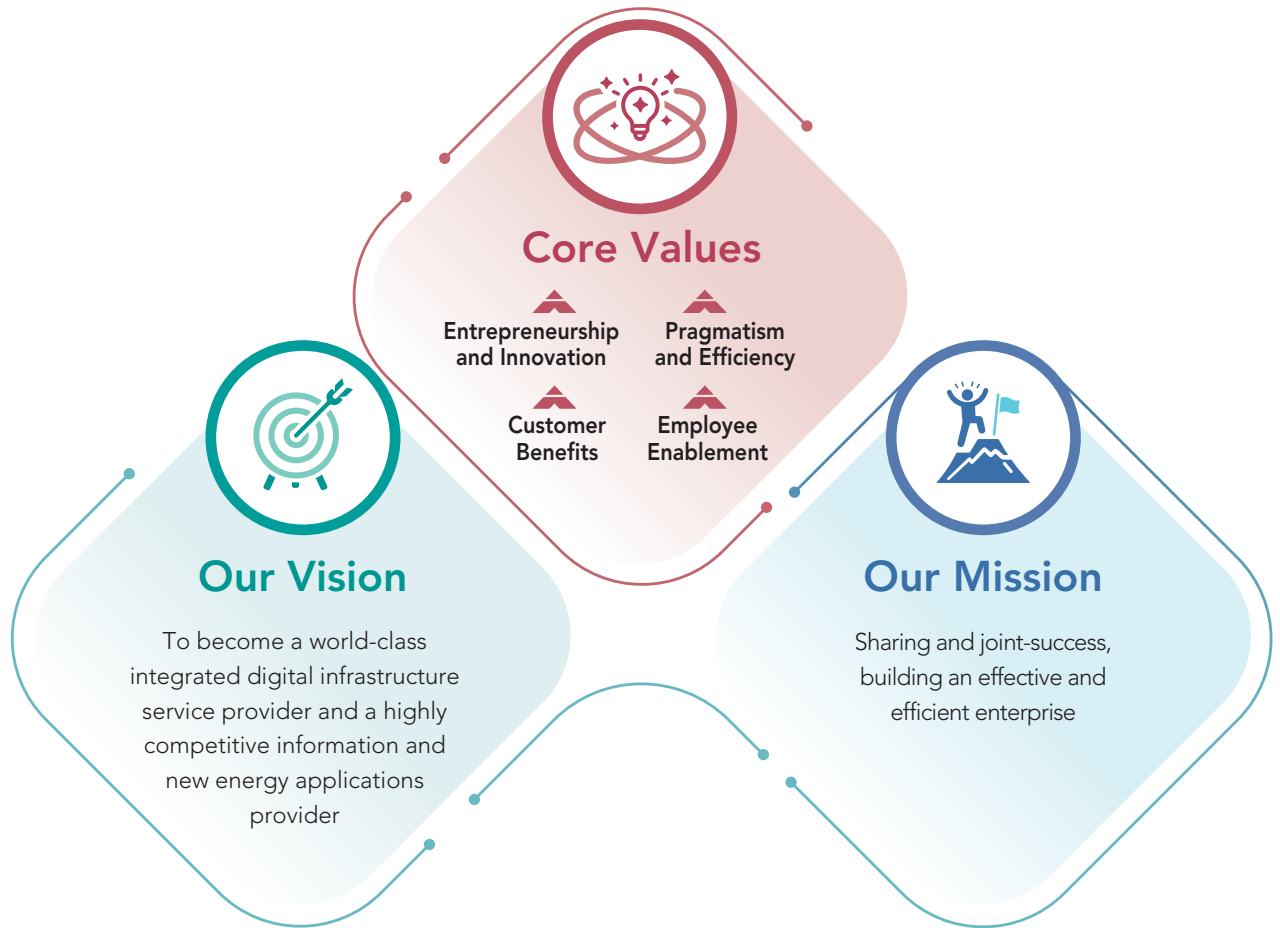 Core Values
Entrepreneurship
and Innovation
Pragmatism
and Efficiency
Customer
Benefits
Employee
Enablement
Our Vision
To become a world-class
integrated digital infrastructure
service provider and a highly
competitive information and
new energy applications
provider
Our Mission
Sharing and joint-success,
building an effective and
efficient enterprise